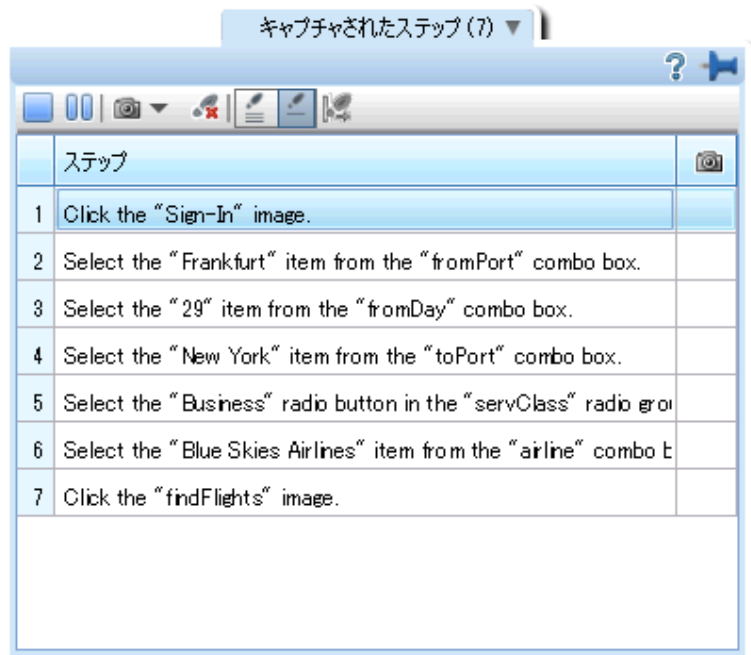 キャプチャされたステップ (7) ▼
?
ステップ
1 Click the "Sign-In" image.
2 Select the "Frankfurt" item from the "fromPort" combo box.
3 Select the "29" item from the "fromDay" combo box.
4 Select the "New York" item from the "toPort" combo box.
5 Select the "Business" radio button in the "servClass" radio grou
6 Select the "Blue Skies Airlines" item from the "airline" combo b
7 Click the "findFlights" image.